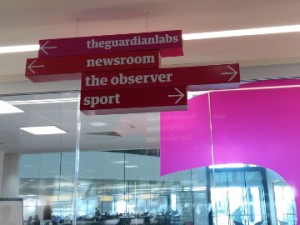 theguardianlabs
newsroom
the observer
sport